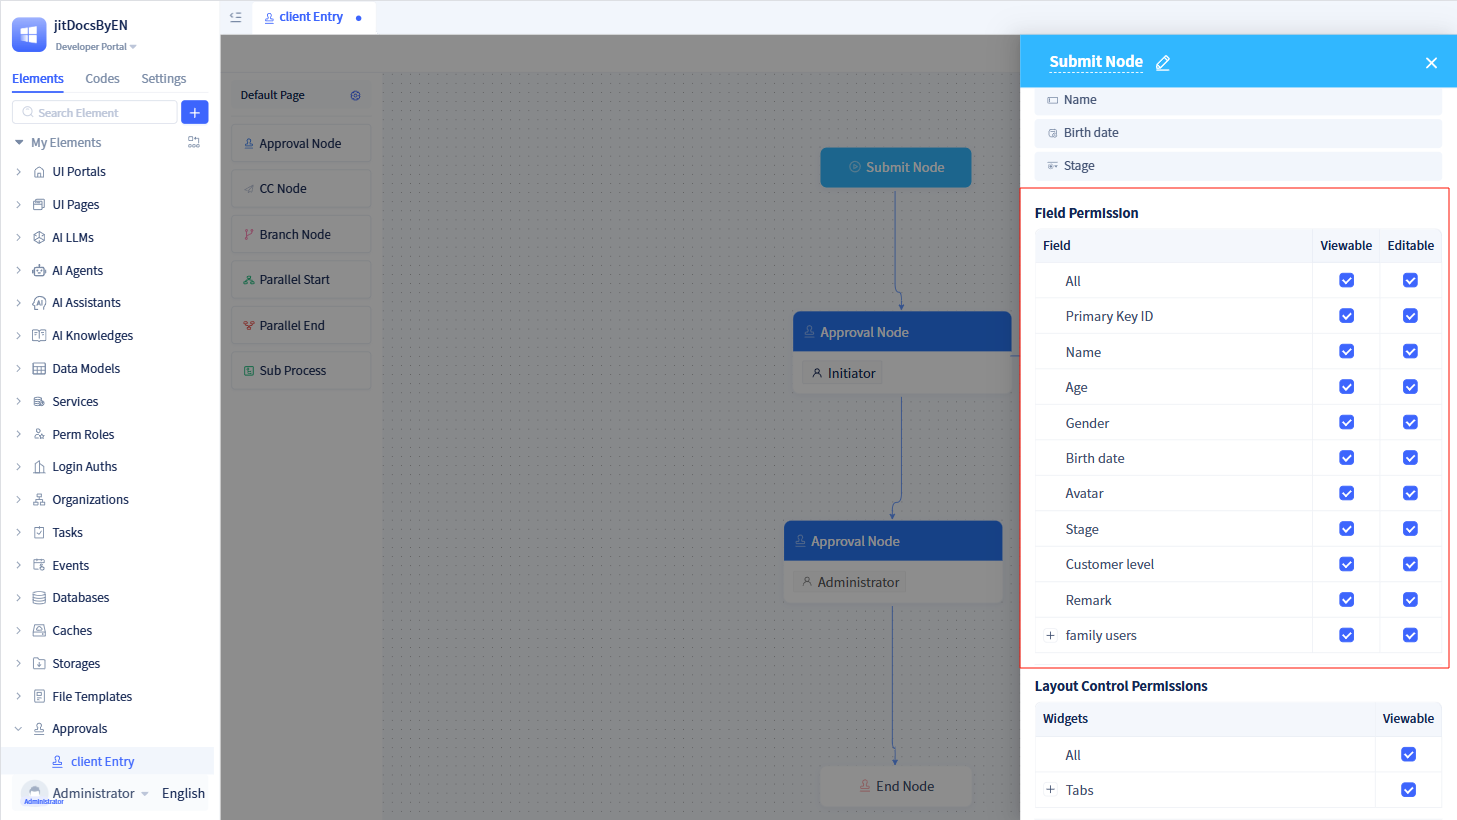 jitDocsByEN
Developer Portal
Elements
Codes
Settings
Search Element
My Elements
UI Portals
UI Pages
AI LLMs
AI Agents
AI Assistants
AI Knowledges
Data Models
Services
Perm Roles
Login Auths
Organizations
Tasks
Events
Databases
Caches
Storages
File Templates
Approvals
client Entry
Administrator
Administrator
English
client Entry
Default Page
Approval Node
CC Node
Branch Node
Parallel Start
Parallel End
Sub Process
Submit Node
Approval Node
Initiator
Approval Node
Administrator
End Node
Submit Node
Name
Birth date
Stage
Field Permission
Field Viewable Editable
All
Primary Key ID
Name
Age
Gender
Birth date
Avatar
Stage
Customer level
Remark
family users
Layout Control Permissions
Widgets Viewable
All
Tabs